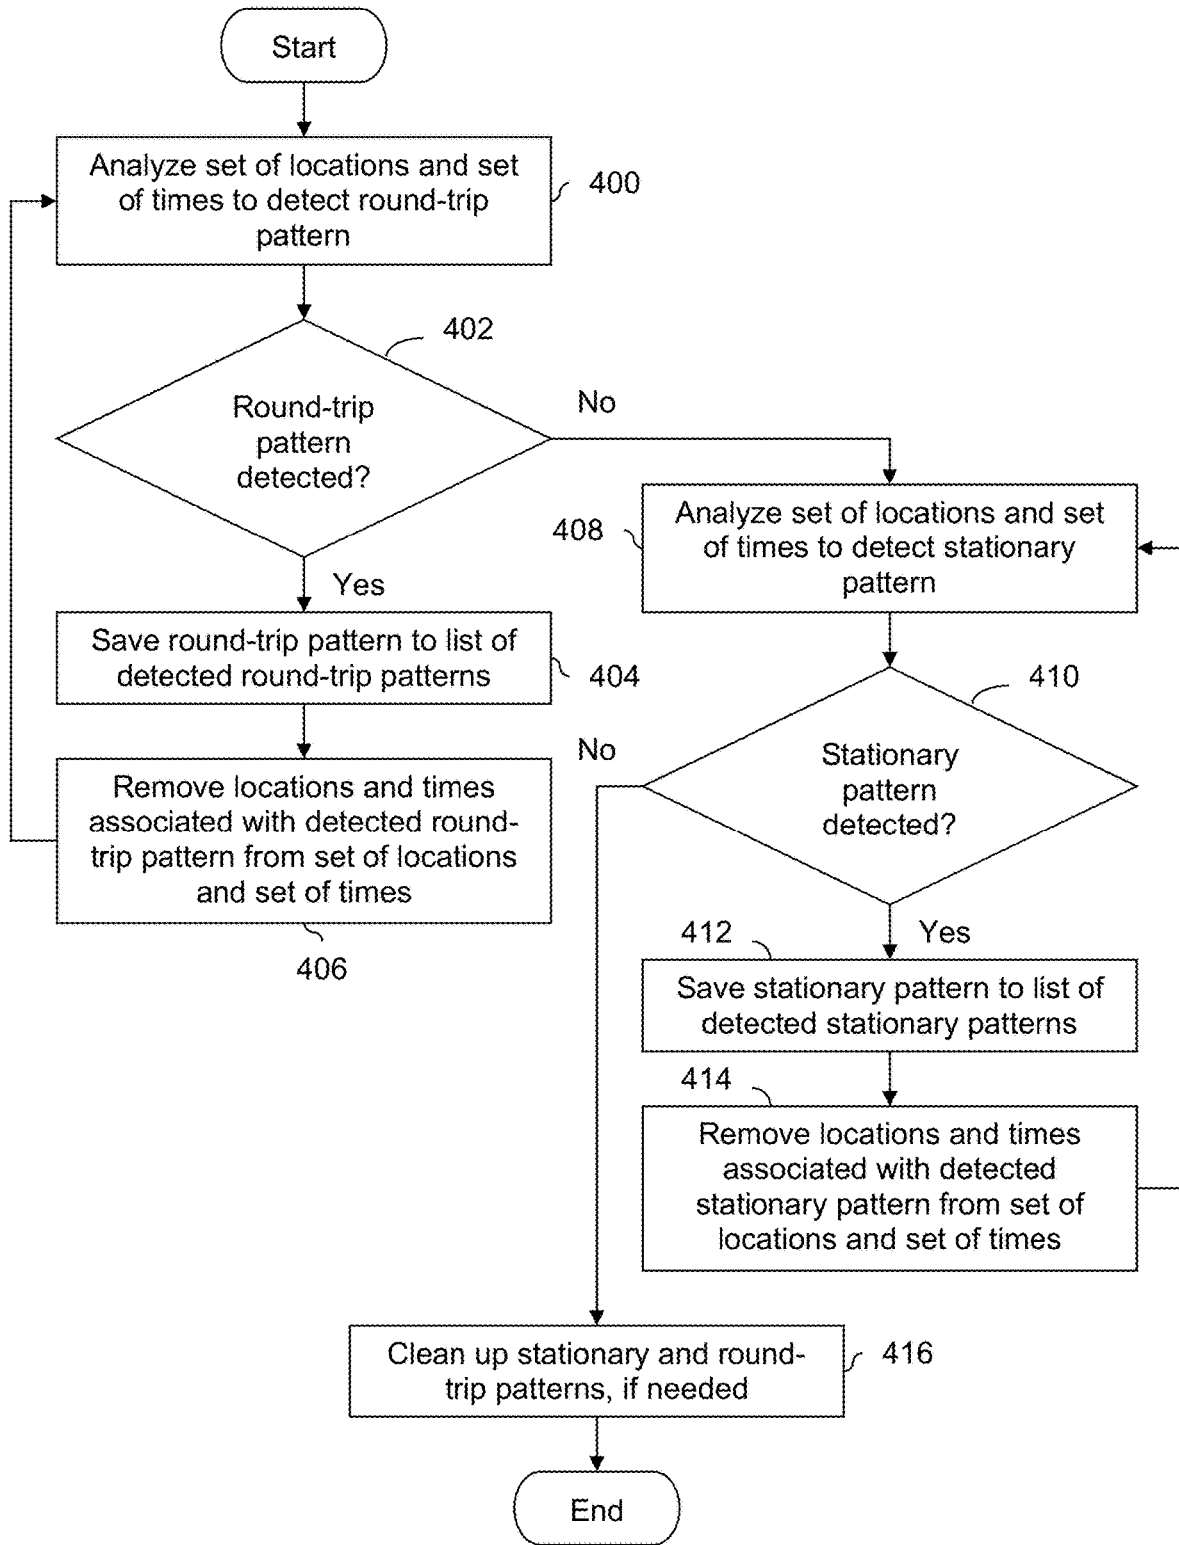 Start
Analyze set of locations and set
of times to detect round-trip
pattern
400
402
Round-trip
pattern
detected?
No
Yes
Save round-trip pattern to list of
detected round-trip patterns
404
Remove locations and times
associated with detected round-
trip pattern from set of locations
and set of times
406
408
Analyze set of locations and set
of times to detect stationary
pattern
410
Stationary
pattern
detected?
No
Yes
412
Save stationary pattern to list of
detected stationary patterns
414
Remove locations and times
associated with detected
stationary pattern from set of
locations and set of times
Clean up stationary and round-
trip patterns, if needed
416
End